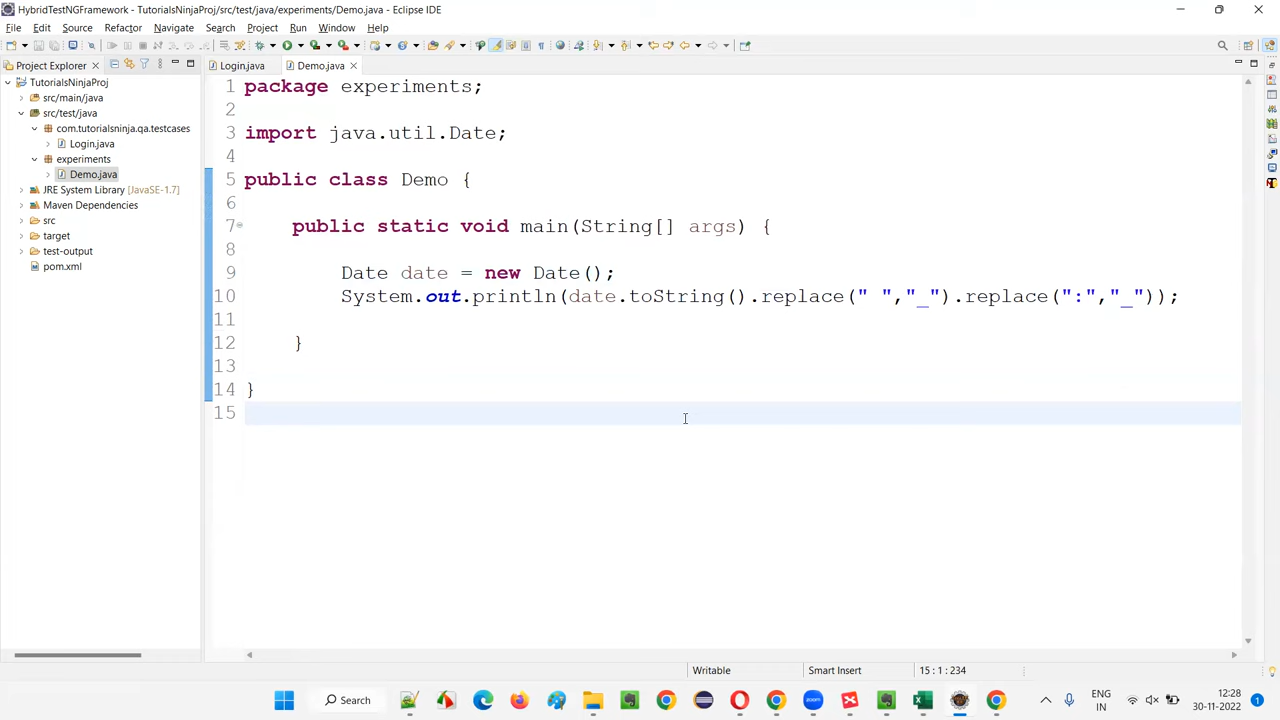 HybridTestNGFramework - TutorialsNinjaProj/src/test/java/experiments/Demo.java - Eclipse IDE
File Edit Source Refactor Navigate Search Project Run Window Help
Project Explorer
Login.java
Demo.java
TutorialsNinjaProj
src/main/java
src/test/java
com.tutorialsninja.qa.testcases
Login.java
experiments
Demo.java
JRE System Library [JavaSE-1.7]
Maven Dependencies
src
target
test-output
pom.xml
1 package experiments;
2
3 import java.util.Date;
4
5 public class Demo {
6
7 public static void main(String[] args) {
8
9 Date date = new Date();
10 System.out.println(date.toString().replace(" ","_").replace(":","_"));
11
12 }
13
14 }
15
Writable
Smart Insert
15 : 1 : 234
Search
ENG
IN
12:28
30-11-2022
1